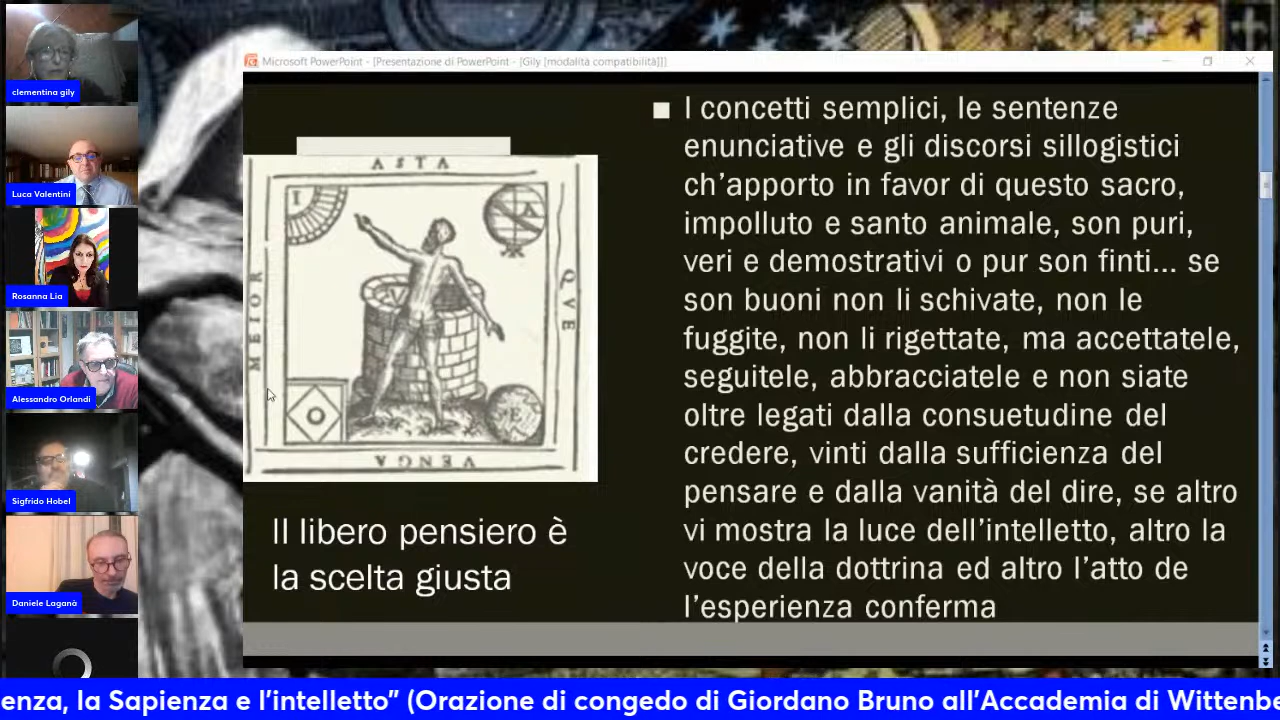 clementina gily
Luca Valentini
Rosanna Lia
Alessandro Orlandi
Sigfrido Hobel
Daniele Laganà
Microsoft PowerPoint - [Presentazione di PowerPoint - [Gily [modalità compatibilità]]]
ASTA
I
MEIOR
QVE
VENGA
Il libero pensiero è
la scelta giusta
■ I concetti semplici, le sentenze
enunciative e gli discorsi sillogistici
ch'apporto in favor di questo sacro,
impolluto e santo animale, son puri,
veri e demostrativi o pur son finti... se
son buoni non li schivate, non le
fuggite, non li rigettate, ma accettatele,
seguitele, abbracciatele e non siate
oltre legati dalla consuetudine del
credere, vinti dalla sufficienza del
pensare e dalla vanità del dire, se altro
vi mostra la luce dell'intelletto, altro la
voce della dottrina ed altro l'atto de
l'esperienza conferma
enza, la Sapienza e l'intelletto” (Orazione di congedo di Giordano Bruno all'Accademia di Wittenbe